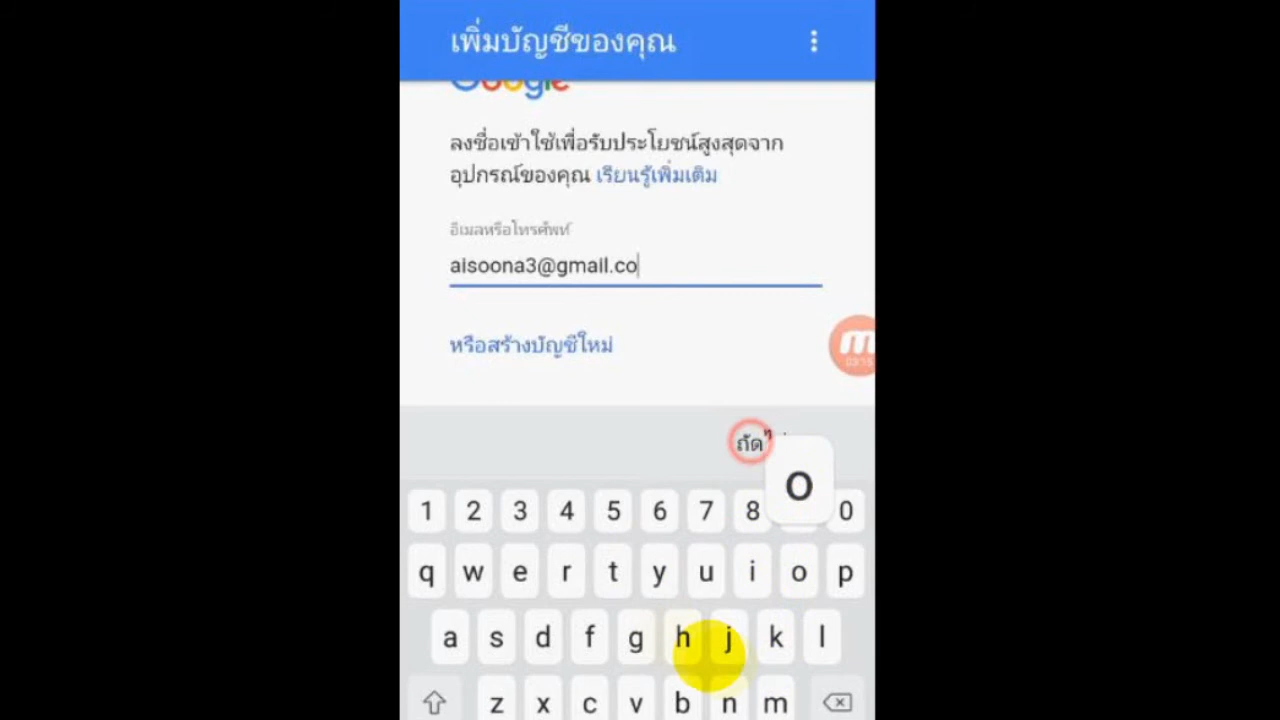 เพิ่มบัญชีของคุณ
Google
ลงชื่อเข้าใช้เพื่อรับประโยชน์สูงสุดจาก
อุปกรณ์ของคุณ เรียนรู้เพิ่มเติม
อีเมลหรือโทรศัพท์
aisoona3@gmail.co
หรือสร้างบัญชีใหม่
m
ถัดไป
o
1 2 3 4 5 6 7 8 0
q w e r t y u i o p
a s d f g h j k l
z x c v b n m